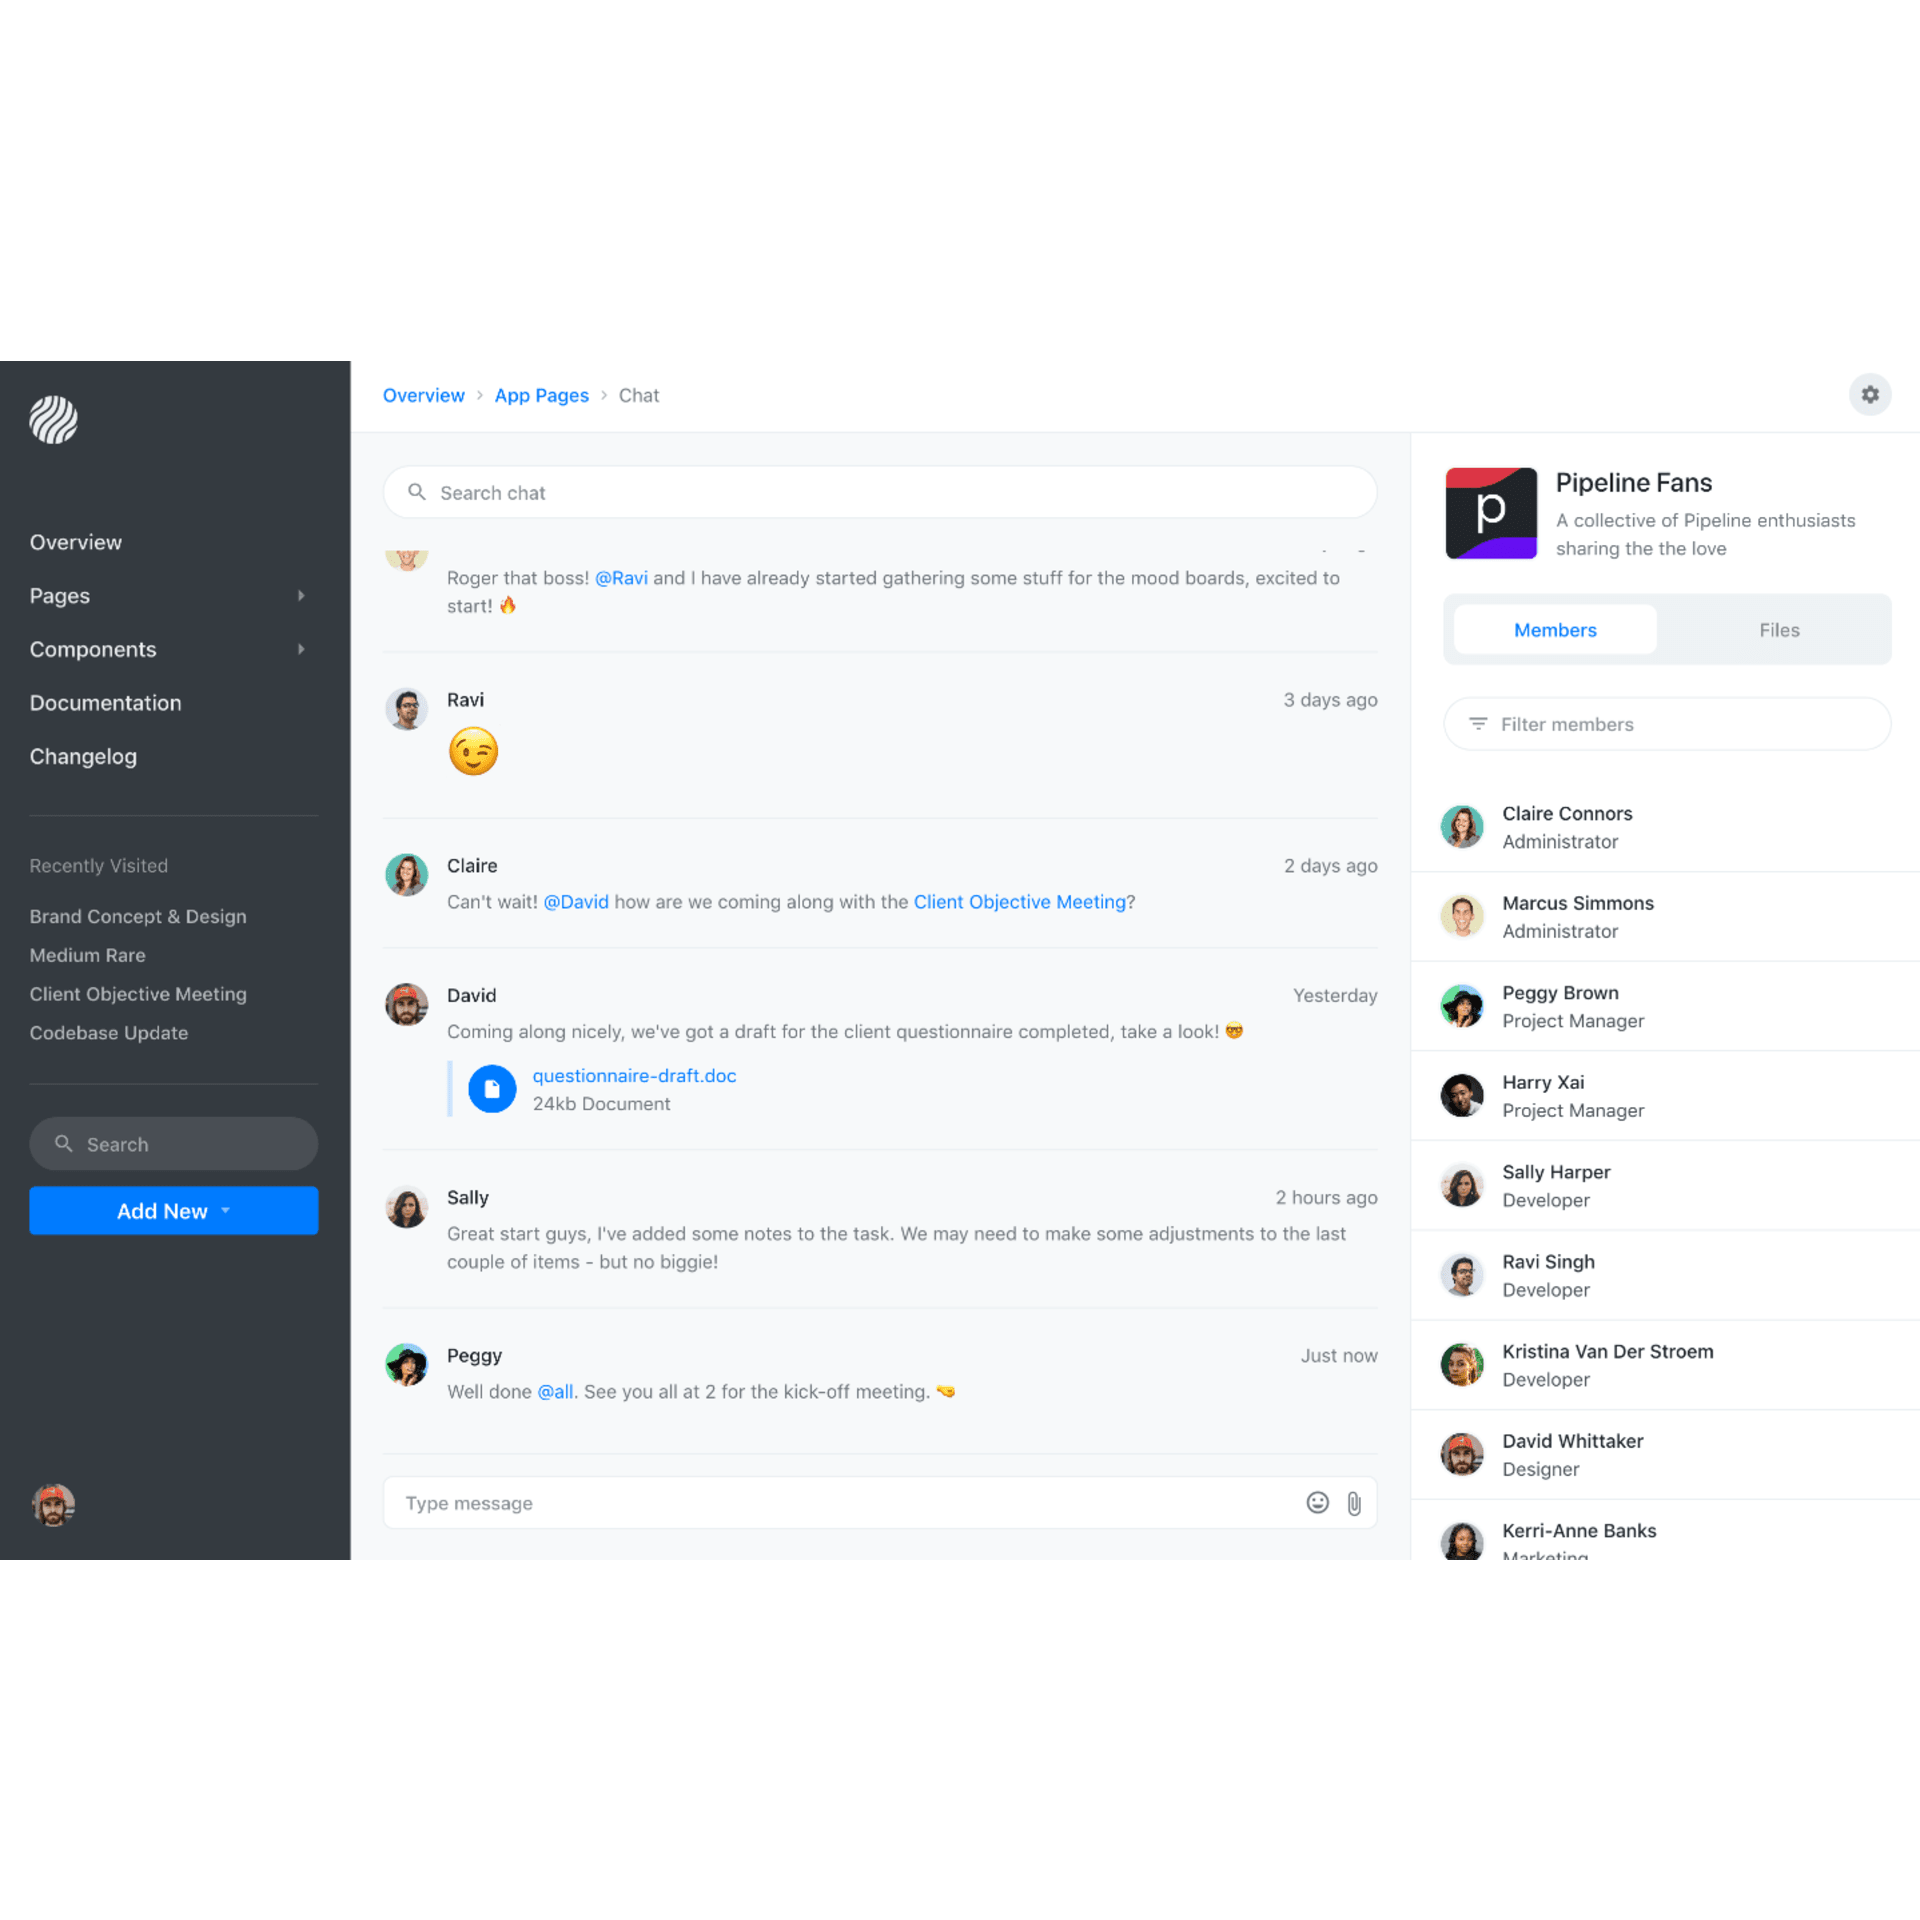 Overview
Pages
Components
Documentation
Changelog
Recently Visited
Brand Concept & Design
Medium Rare
Client Objective Meeting
Codebase Update
Search
Add New
Overview > App Pages > Chat
Search chat
Roger that boss! @Ravi and I have already started gathering some stuff for the mood boards, excited to
start! 🔥
Ravi
3 days ago
😉
Claire
2 days ago
Can't wait! @David how are we coming along with the Client Objective Meeting?
David
Yesterday
Coming along nicely, we've got a draft for the client questionnaire completed, take a look! 🤓
questionnaire-draft.doc
24kb Document
Sally
2 hours ago
Great start guys, I've added some notes to the task. We may need to make some adjustments to the last
couple of items - but no biggie!
Peggy
Just now
Well done @all. See you all at 2 for the kick-off meeting. 🤜
Type message
p
Pipeline Fans
A collective of Pipeline enthusiasts
sharing the the love
Members
Files
Filter members
Claire Connors
Administrator
Marcus Simmons
Administrator
Peggy Brown
Project Manager
Harry Xai
Project Manager
Sally Harper
Developer
Ravi Singh
Developer
Kristina Van Der Stroem
Developer
David Whittaker
Designer
Kerri-Anne Banks
Marketing